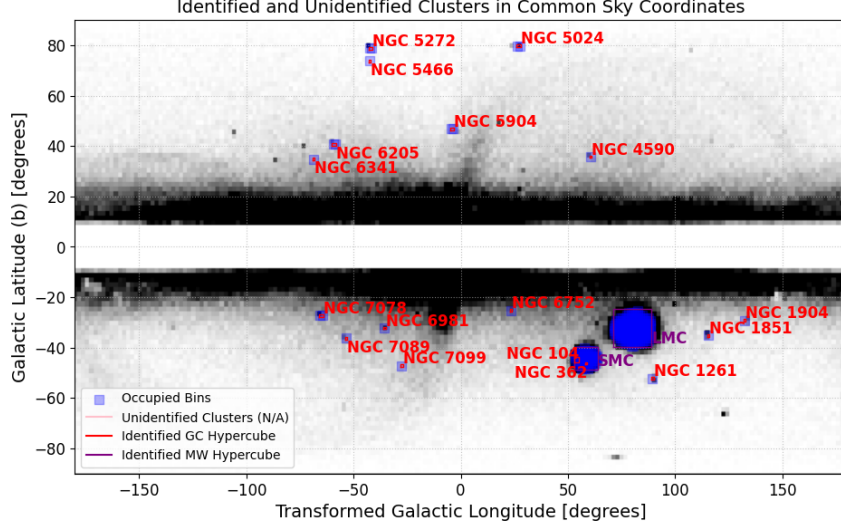 Identified and Unidentified Clusters in Common Sky Coordinates
80
60
40
20
0
−20
−40
−60
−80
Galactic Latitude (b) [degrees]
NGC 5272
NGC 5024
NGC 5466
NGC 5904
NGC 6205
NGC 4590
NGC 6341
NGC 7078
NGC 6752
NGC 1904
NGC 6981
NGC 1851
LMC
NGC 7089
NGC 104
NGC 7099
SMC
NGC 362
NGC 1261
Occupied Bins
Unidentified Clusters (N/A)
Identified GC Hypercube
Identified MW Hypercube
−150
−100
−50
0
50
100
150
Transformed Galactic Longitude [degrees]